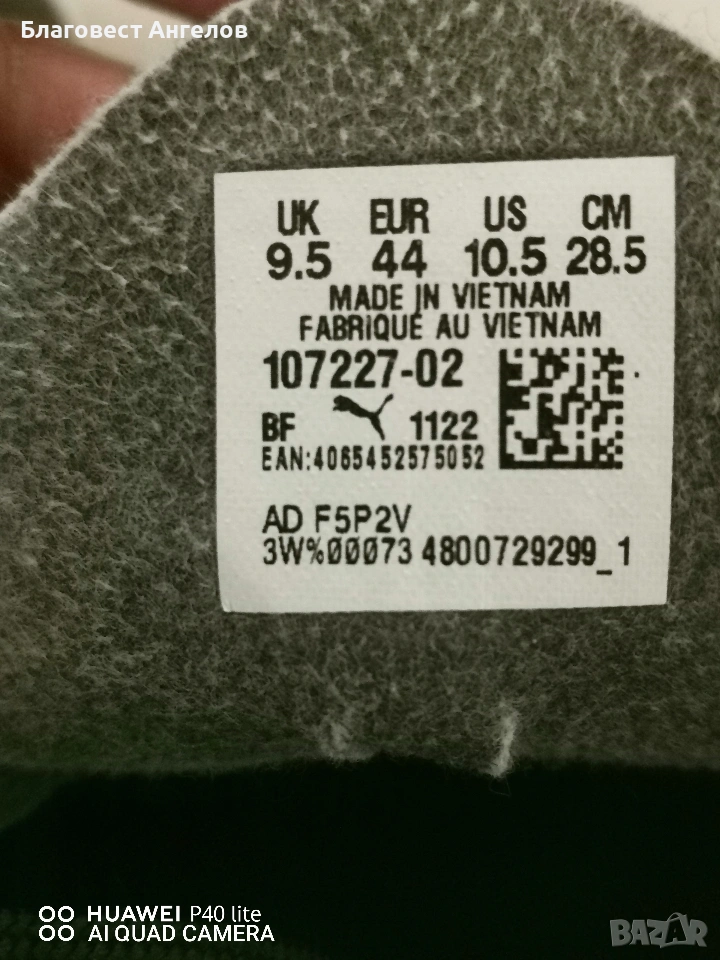 Благовест Ангелов
UK EUR US CM
9.5 44 10.5 28.5
MADE IN VIETNAM
FABRIQUE AU VIETNAM
107227-02
BF 1122
EAN:4065452575052
AD F5P2V
3W%00073 4800729299_1
HUAWEI P40 lite
AI QUAD CAMERA
BAZAR